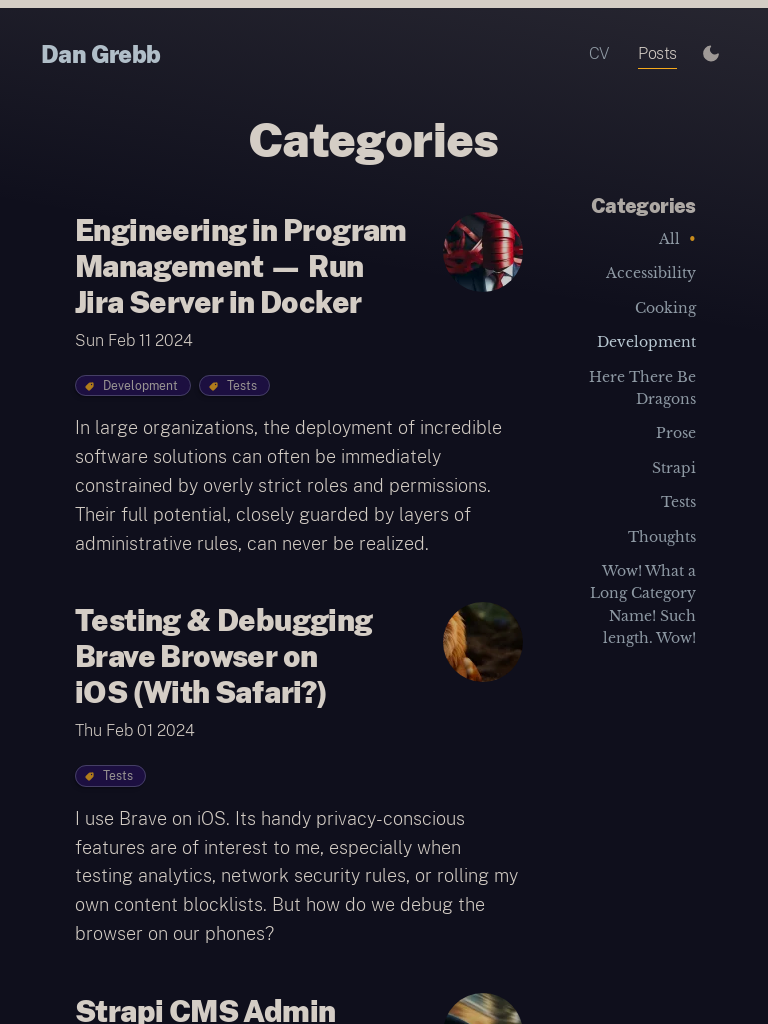 Dan Grebb
CV
Posts
Categories
Engineering in Program
Management — Run
Jira Server in Docker
Sun Feb 11 2024
Development
Tests
In large organizations, the deployment of incredible
software solutions can often be immediately
constrained by overly strict roles and permissions.
Their full potential, closely guarded by layers of
administrative rules, can never be realized.
Testing & Debugging
Brave Browser on
iOS (With Safari?)
Thu Feb 01 2024
Tests
I use Brave on iOS. Its handy privacy-conscious
features are of interest to me, especially when
testing analytics, network security rules, or rolling my
own content blocklists. But how do we debug the
browser on our phones?
Strapi CMS Admin
Categories
All •
Accessibility
Cooking
Development
Here There Be
Dragons
Prose
Strapi
Tests
Thoughts
Wow! What a
Long Category
Name! Such
length. Wow!